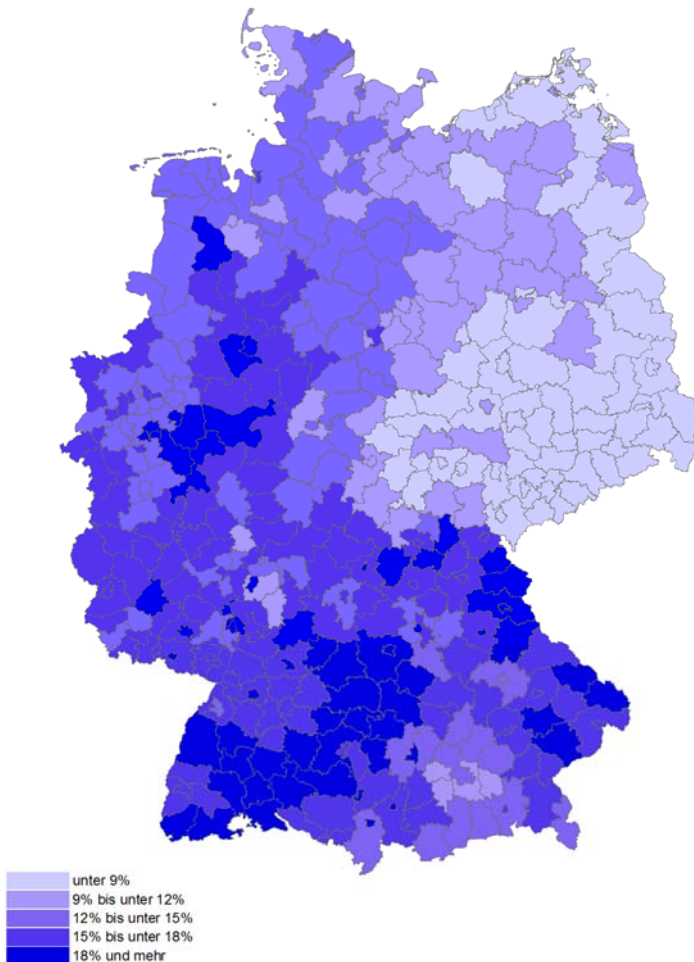 unter 9%
9% bis unter 12%
12% bis unter 15%
15% bis unter 18%
18% und mehr